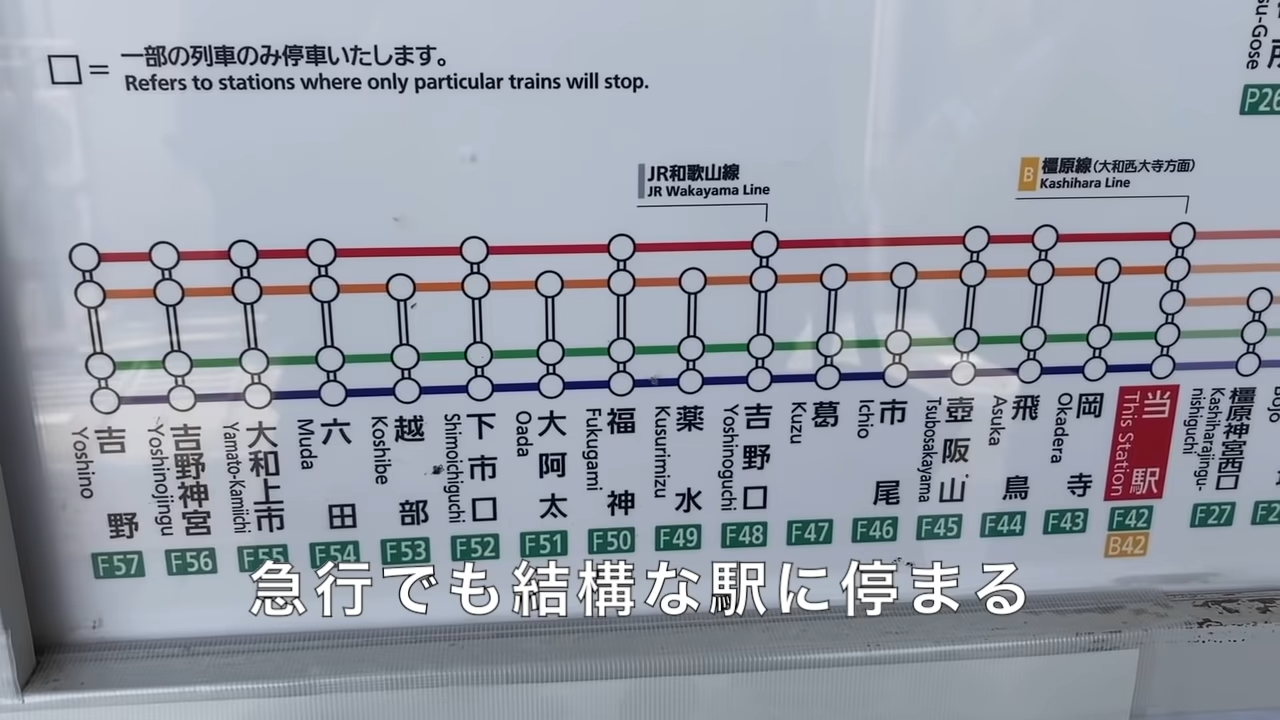 一部の列車のみ停車いたします。
Refers to stations where only particular trains will stop.
P26
JR和歌山線
JR Wakayama Line
B
橿原線(大和西大寺方面)
Kashihara Line
吉野
Yoshino
F57
吉野神宮
Yoshinojingu
F56
大和上市
Yamato-Kamiichi
F55
六田
Muda
F54
越部
Koshibe
F53
下市口
Shimoichiguchi
F52
大阿太
Oada
F51
福神
Fukugami
F50
薬水
Kusurimizu
F49
吉野口
Yoshinoguchi
F48
葛
Kuzu
F47
市尾
Ichio
F46
壺阪山
Tsubosakayama
F45
飛鳥
Asuka
F44
岡寺
Okadera
F43
当駅
This Station
F42
B42
橿原神宮西口
Kashiharajingu-
nishiguchi
F27
急行でも結構な駅に停まる